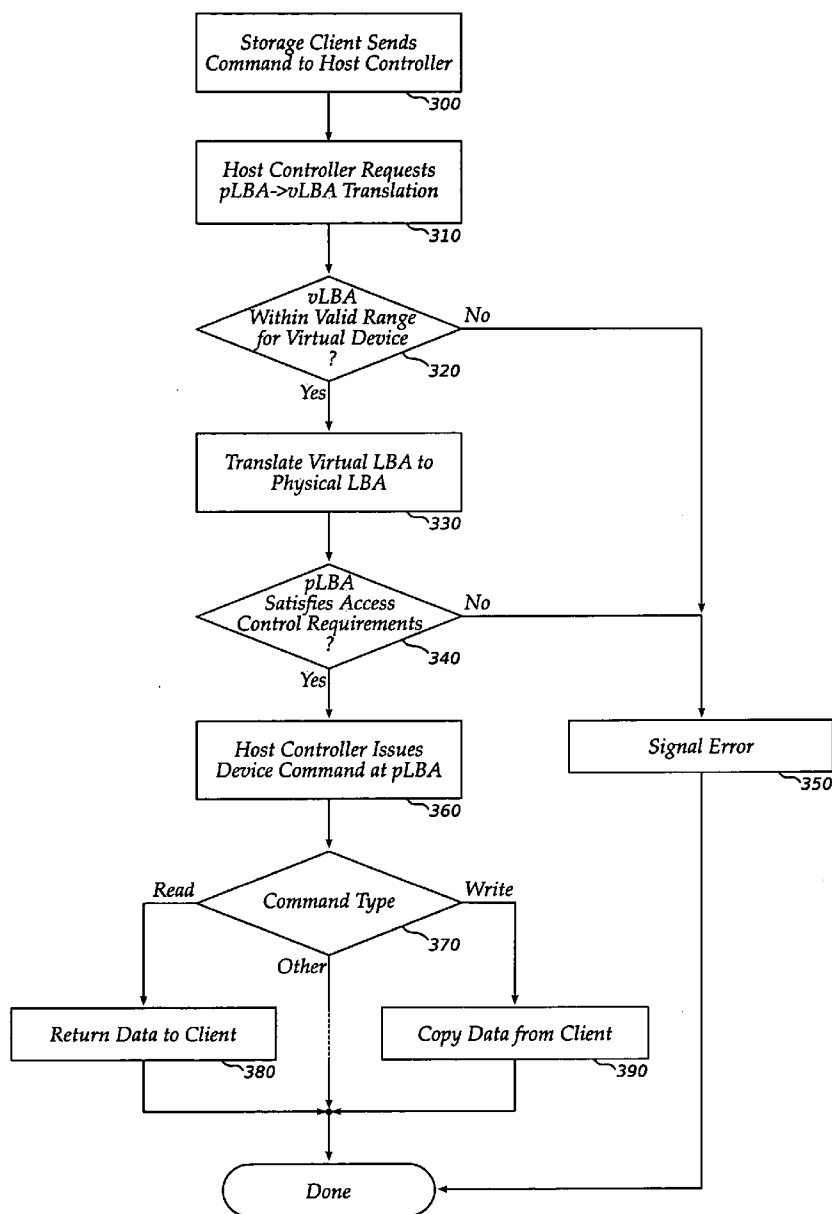 Storage Client Sends
Command to Host Controller
300
Host Controller Requests
pLBA->vLBA Translation
310
vLBA
Within Valid Range
for Virtual Device
?
320
No
Yes
Translate Virtual LBA to
Physical LBA
330
pLBA
Satisfies Access
Control Requirements
?
340
No
Yes
Host Controller Issues
Device Command at pLBA
360
Signal Error
350
Command Type
370
Read
Write
Other
Return Data to Client
380
Copy Data from Client
390
Done